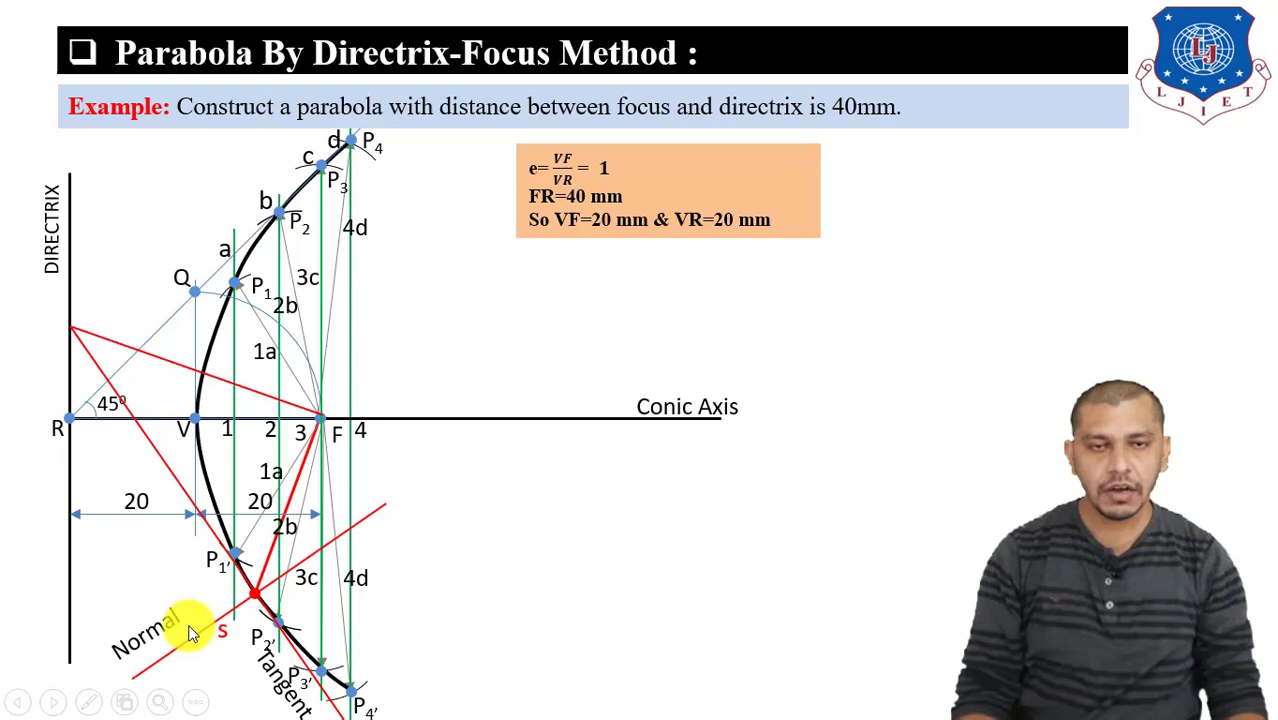 ❑ Parabola By Directrix-Focus Method :
L J I E T
Example: Construct a parabola with distance between focus and directrix is 40mm.
e= VF/VR = 1
FR=40 mm
So VF=20 mm & VR=20 mm
DIRECTRIX
d P4
c
P3
b
P2 4d
a
Q 3c
P1
2b
1a
45⁰
Conic Axis
R V 1 2 3 F 4
1a
20 20
2b
P1'
3c 4d
Normal s
P2'
Tangent
P3'
P4'